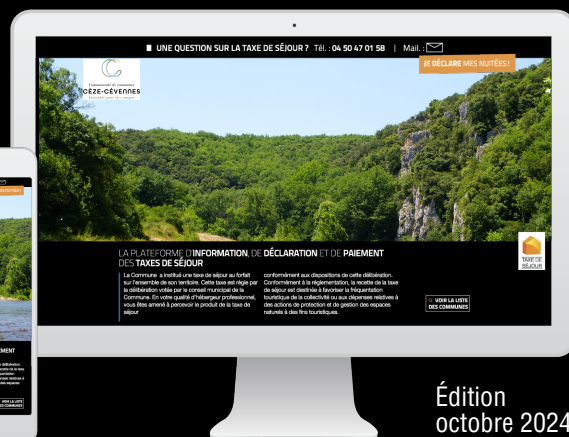 UNE QUESTION SUR LA TAXE DE SÉJOUR ? Tél. : 04 50 47 01 58 | Mail. :
JE DÉCLARE MES NUITÉES !
Communauté de communes
CÈZE-CÉVENNES
LA PLATEFORME D'INFORMATION, DE DÉCLARATION ET DE PAIEMENT
DES TAXES DE SÉJOUR
La Commune a institué une taxe de séjour au forfait
sur l'ensemble de son territoire. Cette taxe est régie par
la délibération votée par le conseil municipal de la
Commune. En votre qualité d'hébergeur professionnel,
vous êtes amené à percevoir le produit de la taxe de
séjour
conformément aux dispositions de cette délibération.
Conformément à la réglementation, la recette de la taxe
de séjour est destinée à favoriser la fréquentation
touristique de la collectivité ou aux dépenses relatives à
des actions de protection et de gestion des espaces
naturels à des fins touristiques.
TAXE DE
SÉJOUR
VOIR LA LISTE
DES COMMUNES
Édition
octobre 2024